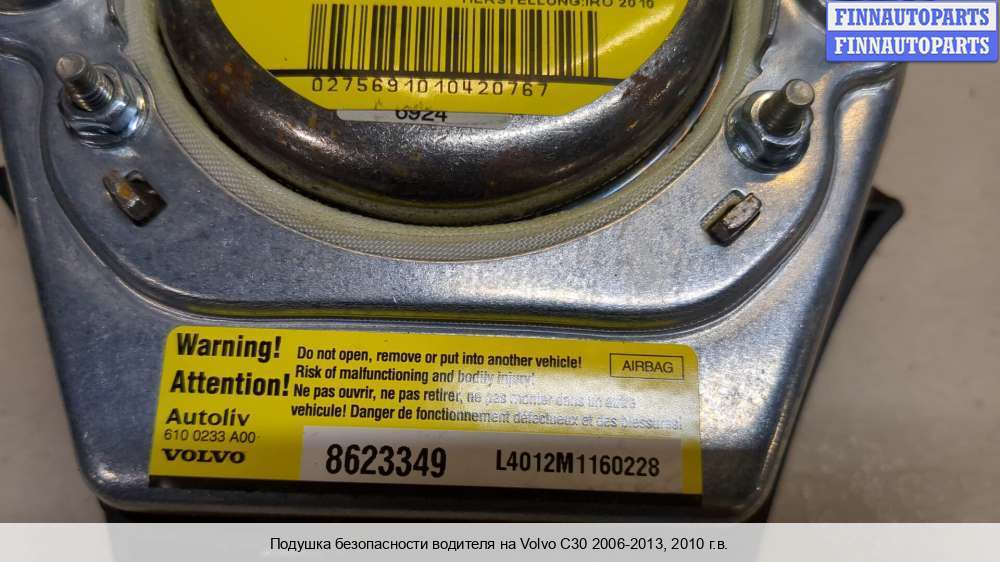 FINNAUTOPARTS
FINNAUTOPARTS
HERSTELLUNG:IRO 2010
0275691010420767
6924
Warning!
Attention!
Do not open, remove or put into another vehicle!
Risk of malfunctioning and bodily injury!
Ne pas ouvrir, ne pas retirer, ne pas monter dans un autre
vehicule! Danger de fonctionnement défectueux et des blessures!
AIRBAG
Autoliv
610 0233 A00
VOLVO
8623349
L4012M1160228
Подушка безопасности водителя на Volvo C30 2006-2013, 2010 г.в.